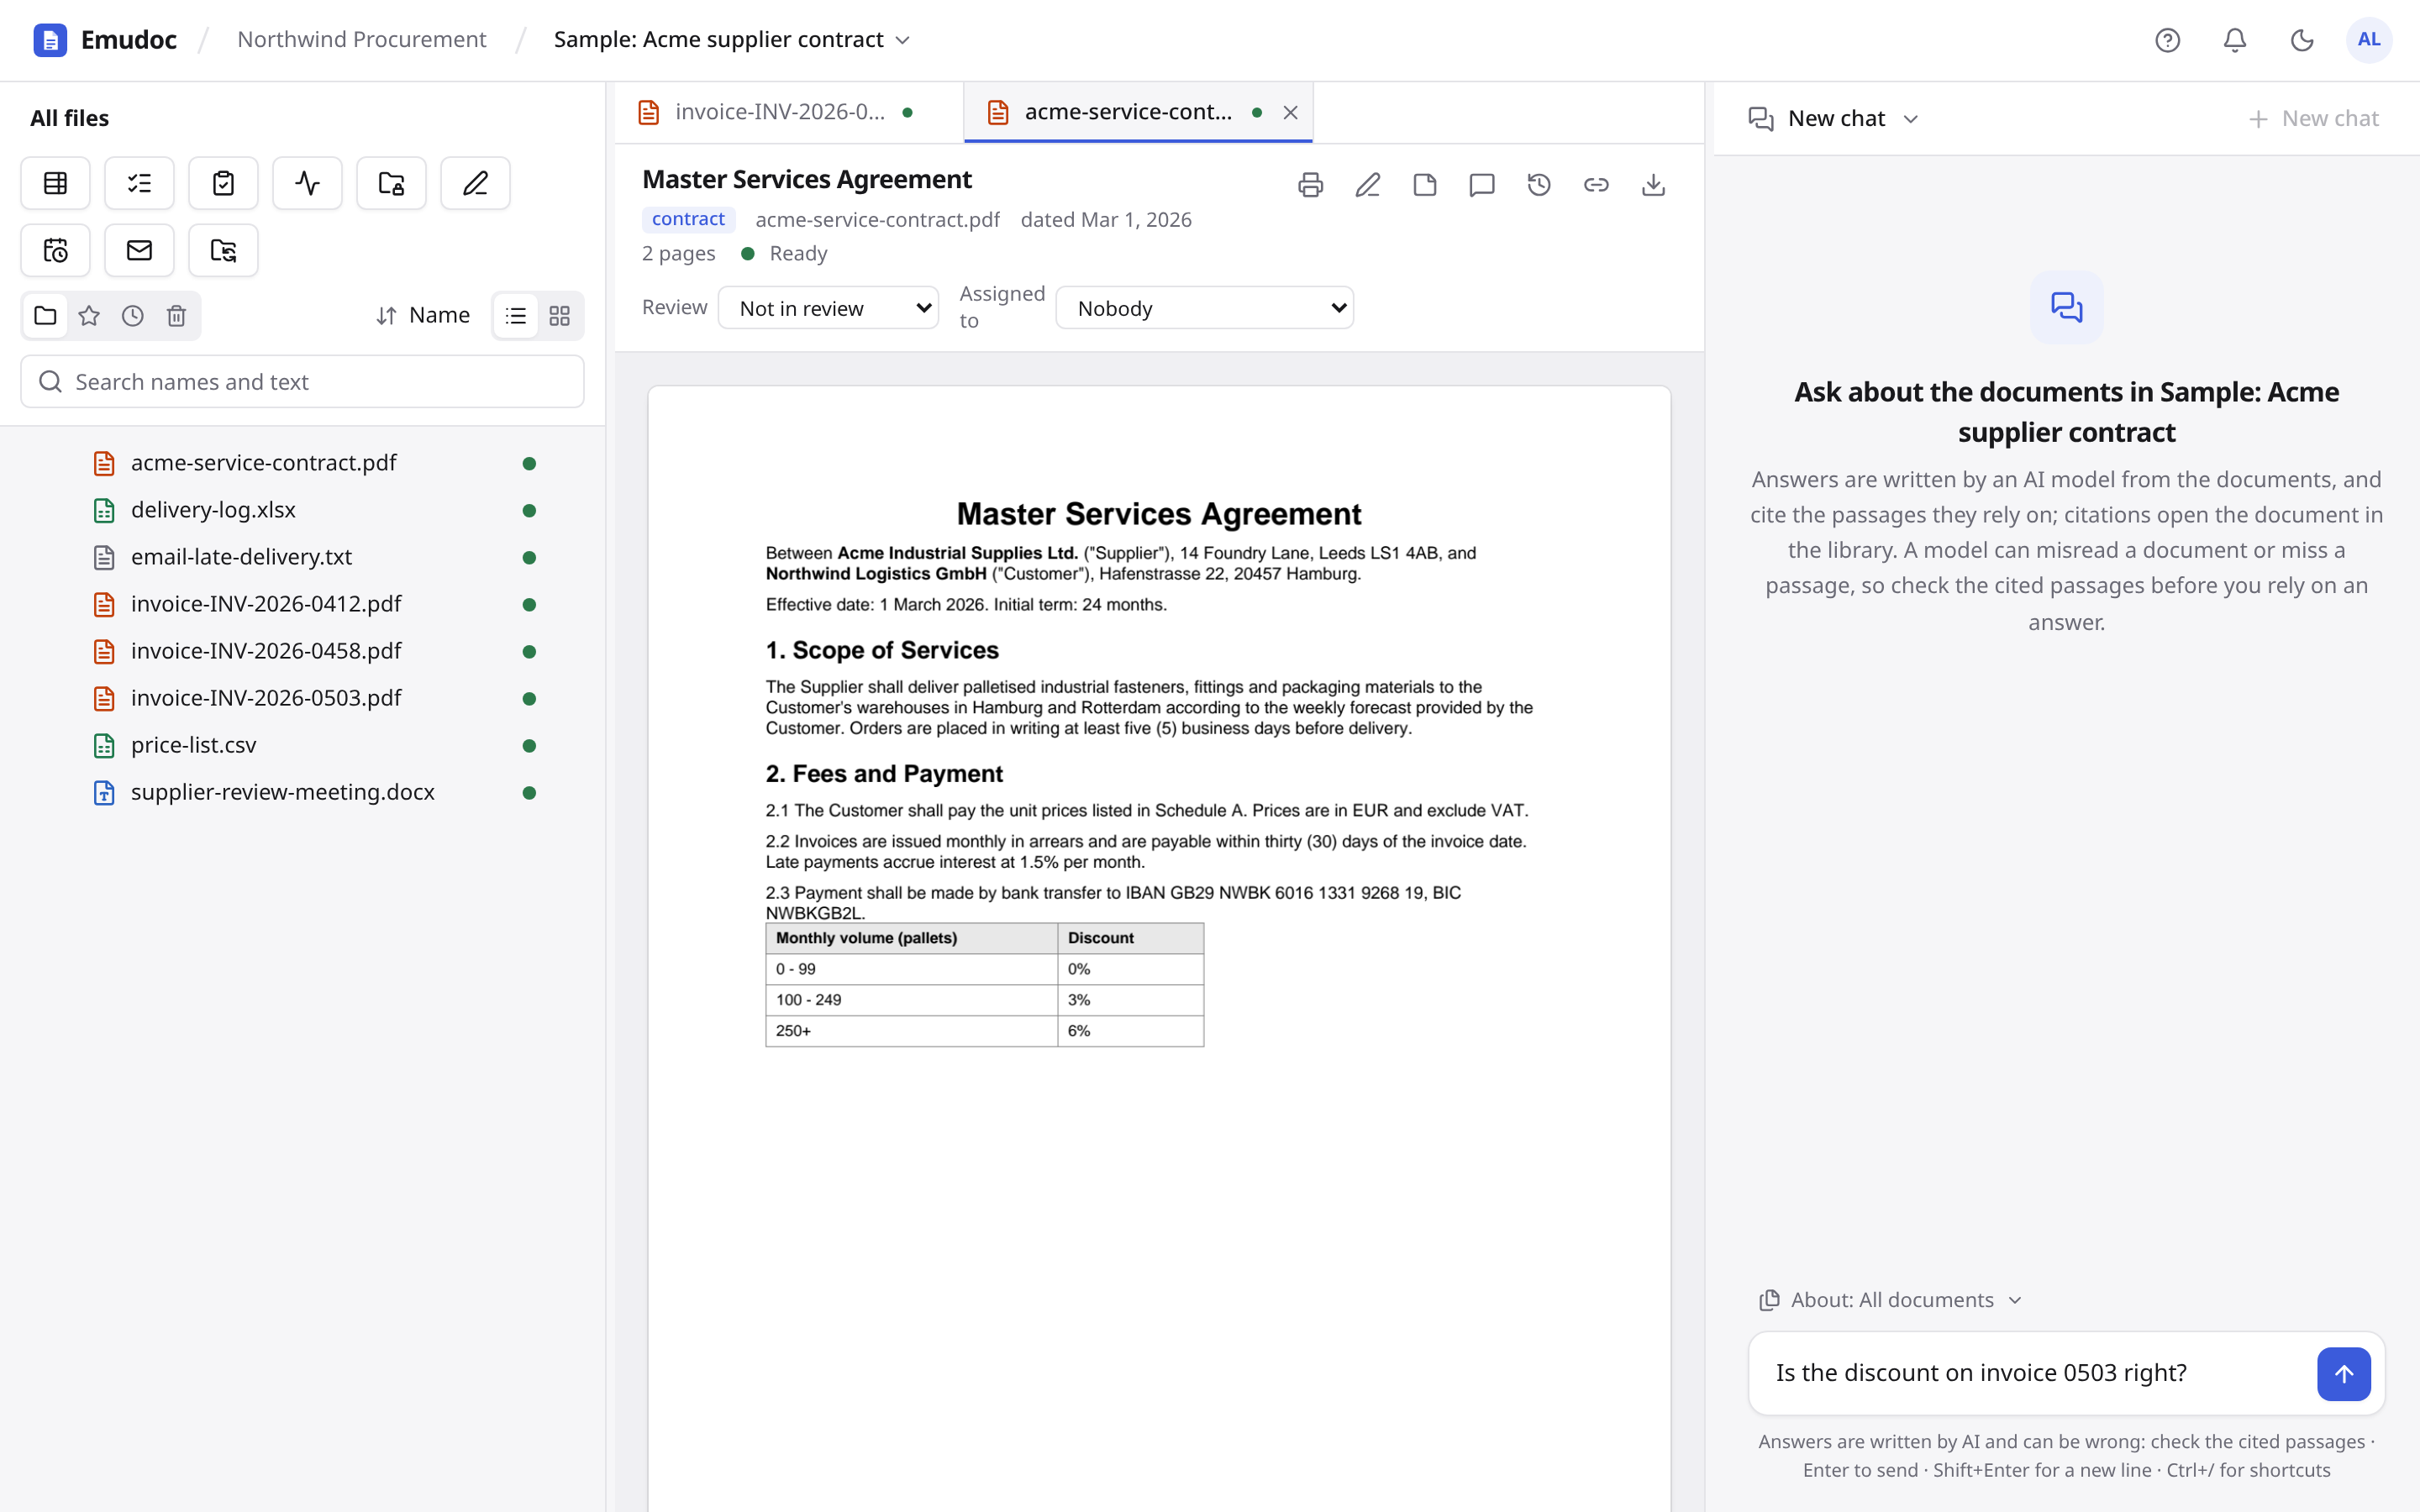 Emudoc / Northwind Procurement / Sample: Acme supplier contract
AL
All files
Name
Search names and text
acme-service-contract.pdf
delivery-log.xlsx
email-late-delivery.txt
invoice-INV-2026-0412.pdf
invoice-INV-2026-0458.pdf
invoice-INV-2026-0503.pdf
price-list.csv
supplier-review-meeting.docx
invoice-INV-2026-0...
acme-service-cont...
Master Services Agreement
contract acme-service-contract.pdf dated Mar 1, 2026
2 pages Ready
Review Not in review Assigned to Nobody
Master Services Agreement
Between Acme Industrial Supplies Ltd. ("Supplier"), 14 Foundry Lane, Leeds LS1 4AB, and
Northwind Logistics GmbH ("Customer"), Hafenstrasse 22, 20457 Hamburg.
Effective date: 1 March 2026. Initial term: 24 months.
1. Scope of Services
The Supplier shall deliver palletised industrial fasteners, fittings and packaging materials to the
Customer's warehouses in Hamburg and Rotterdam according to the weekly forecast provided by the
Customer. Orders are placed in writing at least five (5) business days before delivery.
2. Fees and Payment
2.1 The Customer shall pay the unit prices listed in Schedule A. Prices are in EUR and exclude VAT.
2.2 Invoices are issued monthly in arrears and are payable within thirty (30) days of the invoice date.
Late payments accrue interest at 1.5% per month.
2.3 Payment shall be made by bank transfer to IBAN GB29 NWBK 6016 1331 9268 19, BIC
NWBKGB2L.
Monthly volume (pallets) Discount
0 - 99 0%
100 - 249 3%
250+ 6%
New chat
New chat
Ask about the documents in Sample: Acme
supplier contract
Answers are written by an AI model from the documents, and
cite the passages they rely on; citations open the document in
the library. A model can misread a document or miss a
passage, so check the cited passages before you rely on an
answer.
About: All documents
Is the discount on invoice 0503 right?
Answers are written by AI and can be wrong: check the cited passages ·
Enter to send · Shift+Enter for a new line · Ctrl+/ for shortcuts